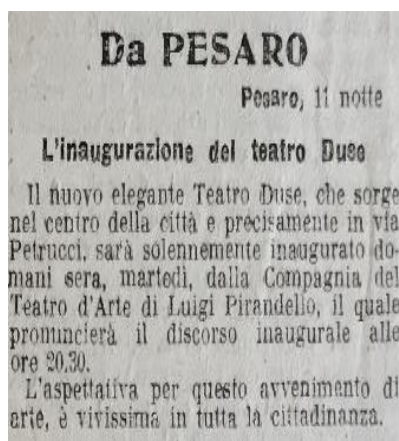 Da PESARO
Pesaro, 11 notte
L'inaugurazione del teatro Duse
Il nuovo elegante Teatro Duse, che sorge
nel centro della città e precisamente in via
Petrucci, sarà solennemente inaugurato do-
mani sera, martedì, dalla Compagnia del
Teatro d'Arte di Luigi Pirandello, il quale
pronuncierà il discorso inaugurale alle
ore 20.30.
L'aspettativa per questo avvenimento di
arte, è vivissima in tutta la cittadinanza.